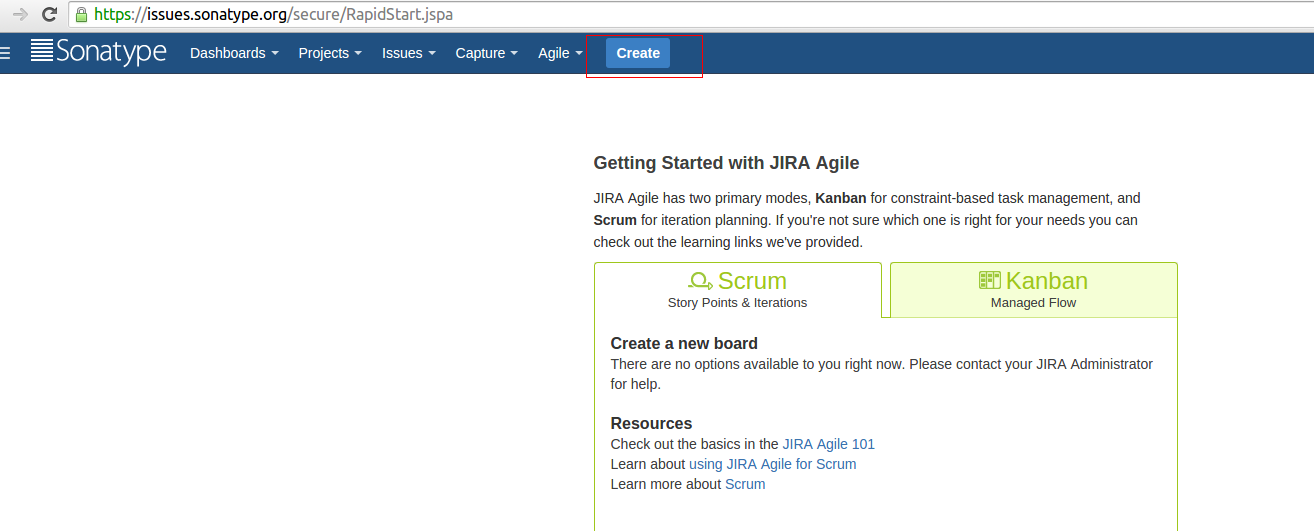 https://issues.sonatype.org/secure/RapidStart.jspa
Sonatype Dashboards Projects Issues Capture Agile Create
Getting Started with JIRA Agile
JIRA Agile has two primary modes, Kanban for constraint-based task management, and
Scrum for iteration planning. If you're not sure which one is right for your needs you can
check out the learning links we've provided.
Scrum
Story Points & Iterations
Kanban
Managed Flow
Create a new board
There are no options available to you right now. Please contact your JIRA Administrator
for help.
Resources
Check out the basics in the JIRA Agile 101
Learn about using JIRA Agile for Scrum
Learn more about Scrum